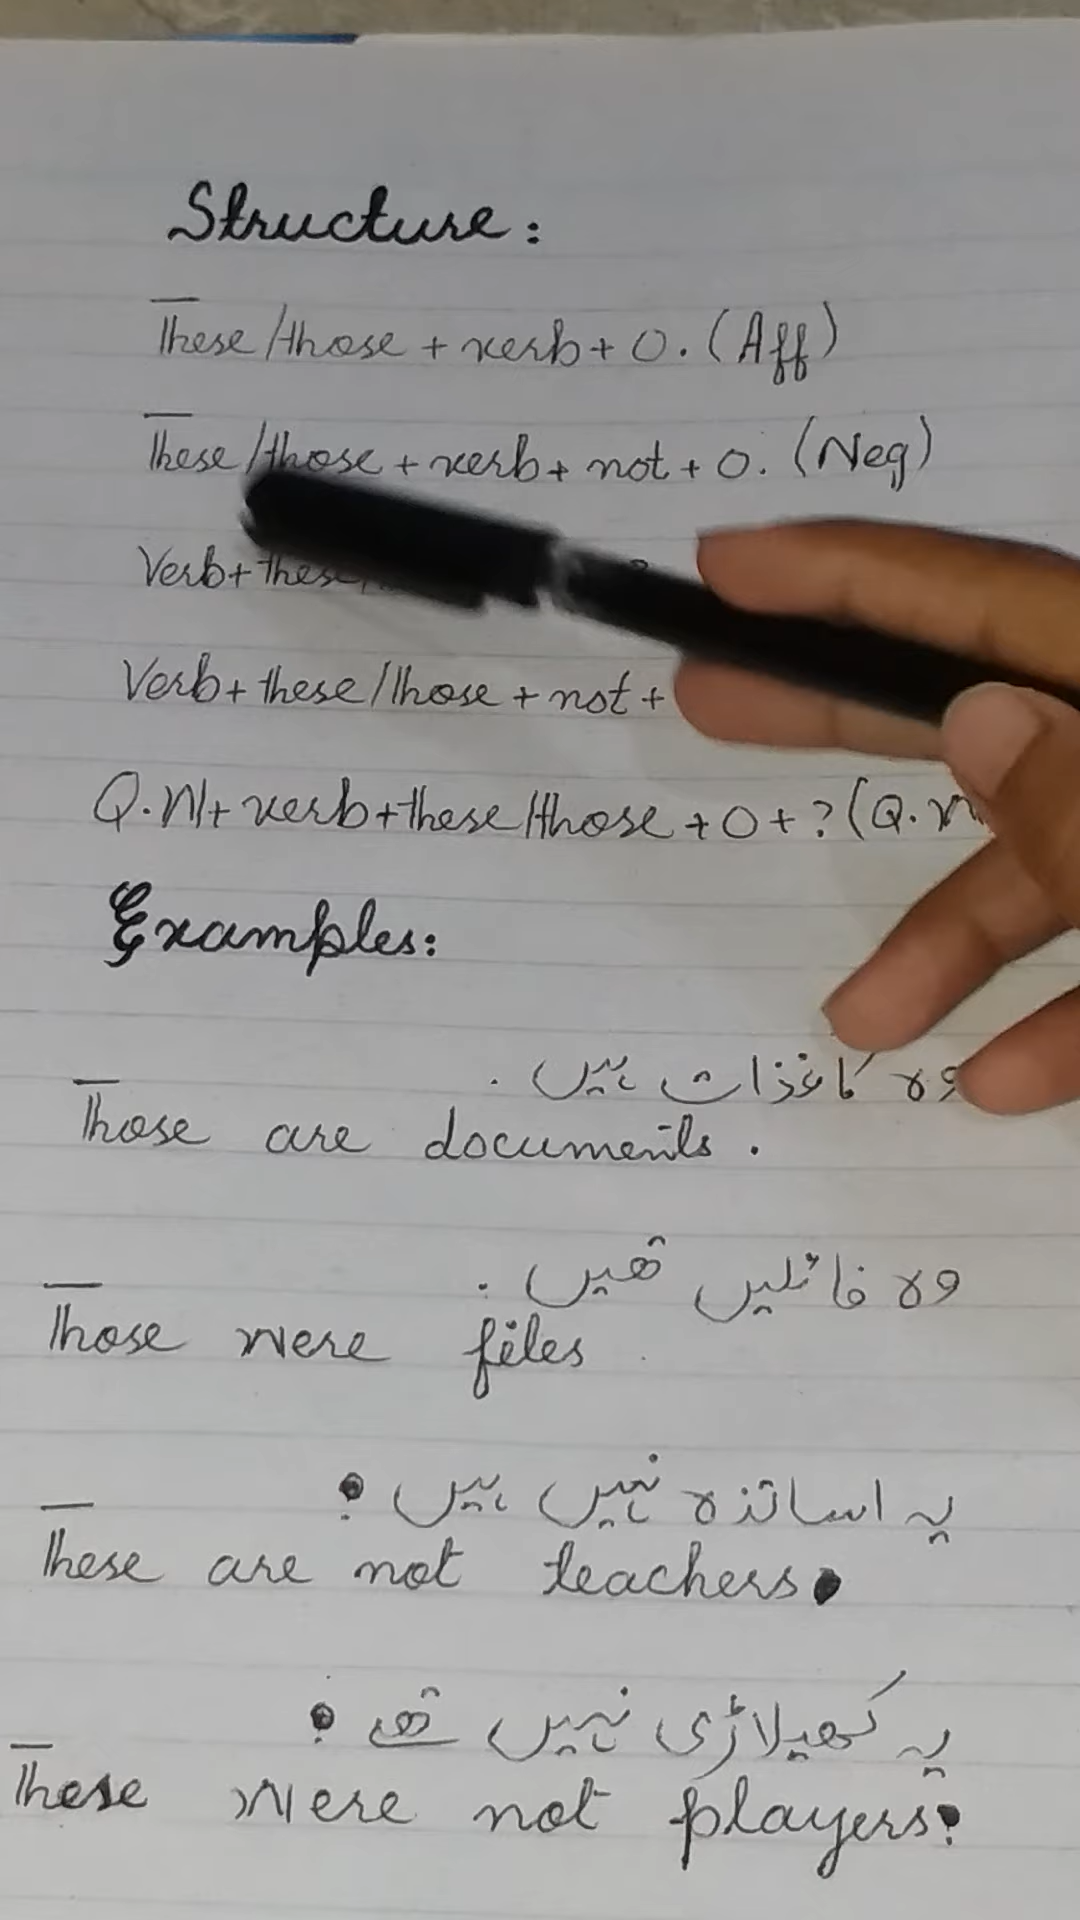 Structure:
These/those + verb + O. (Aff)
These/those + verb + not + O. (Neg)
Verb + these
Verb + these/those + not +
Q.W + verb + these/those + O + ? (Q.W
Examples:
وہ کاغذات ہیں .
Those are documents .
وہ فائلیں تھیں .
Those were files .
یہ اساتذہ نہیں ہیں .
These are not teachers.
یہ کھیلاڑی نہیں تھے .
These were not players.